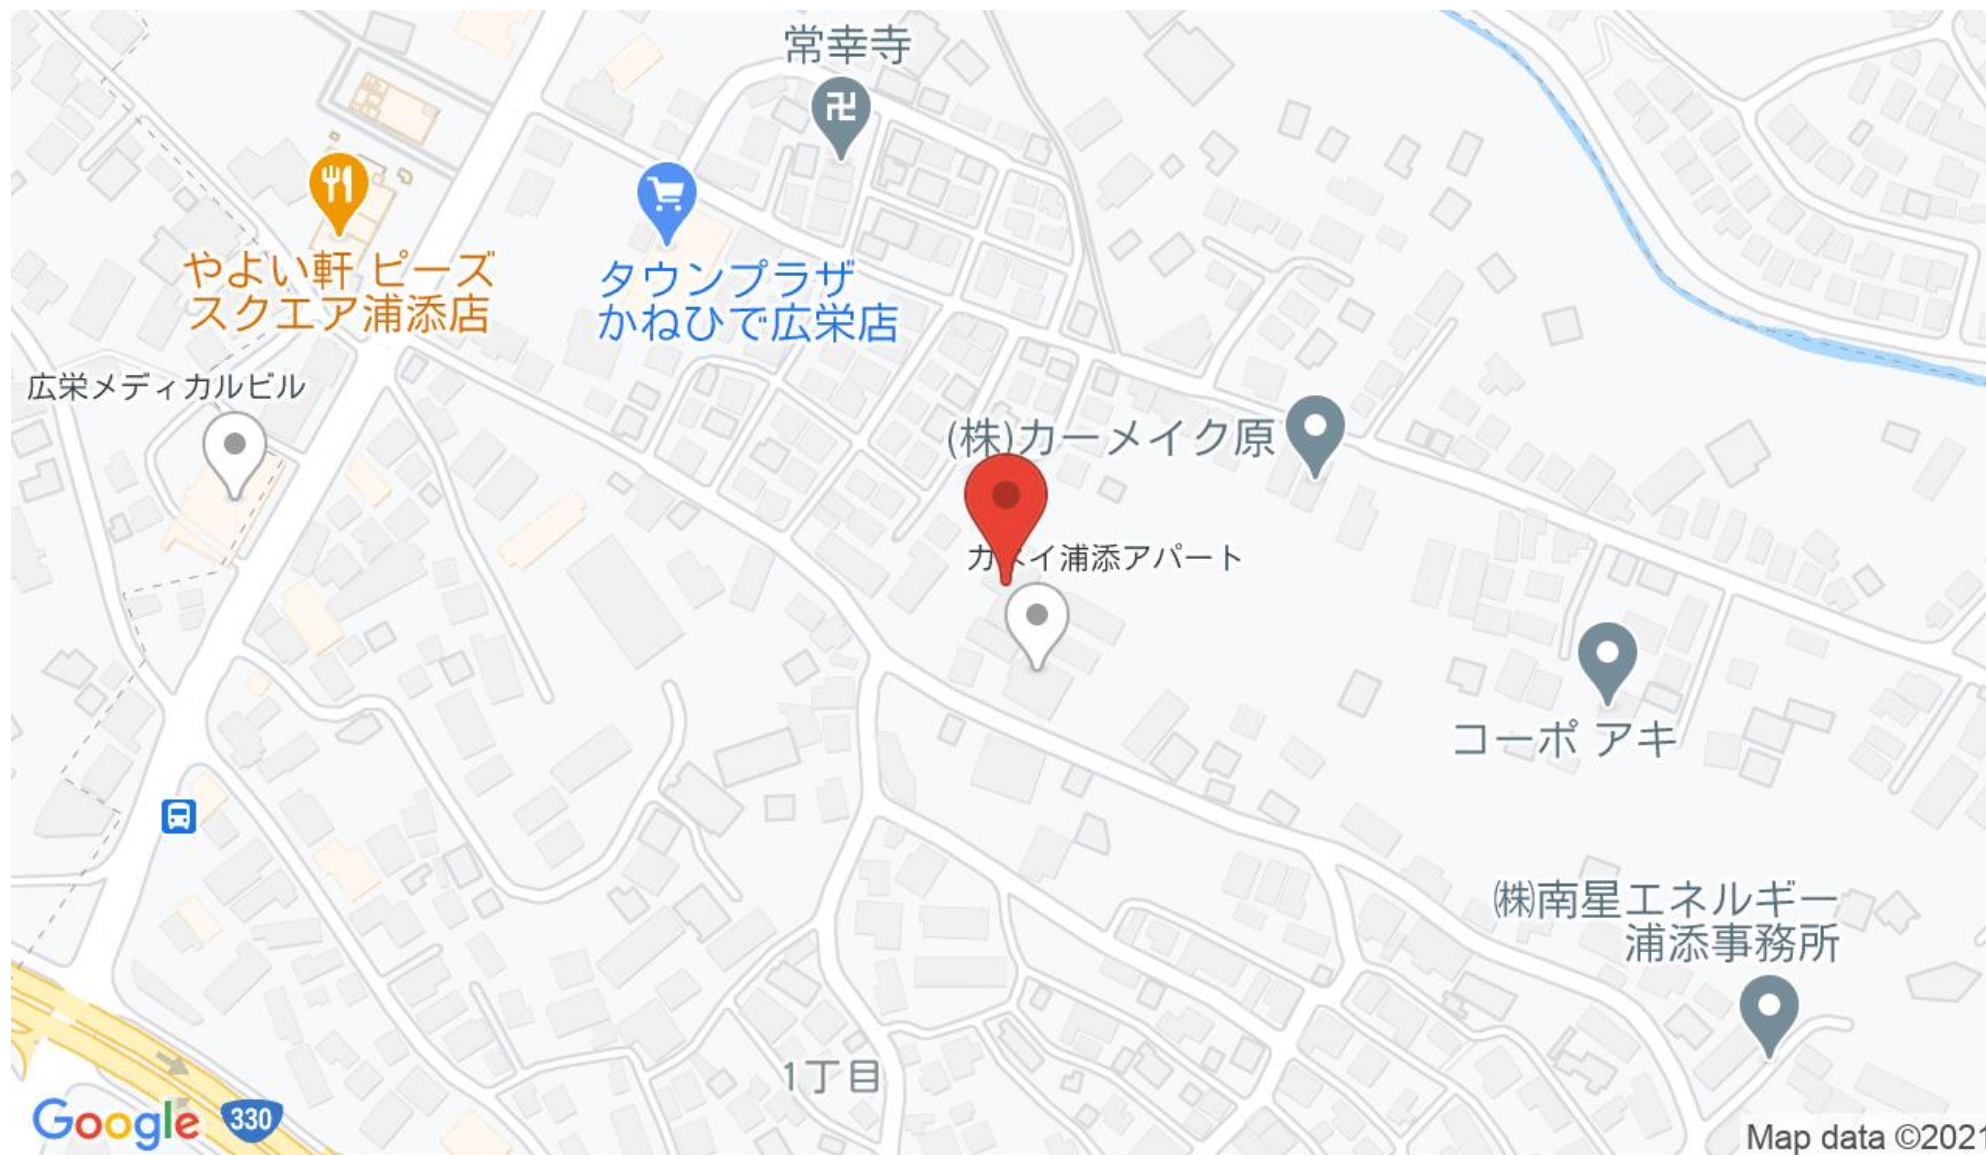 常幸寺
やよい軒 ピーズ
スクエア浦添店
タウンプラザ
かねひで広栄店
広栄メディカルビル
(株)カーメイク原
カネイ浦添アパート
コーポ アキ
㈱南星エネルギー
浦添事務所
1丁目
Google
330
Map data ©2021